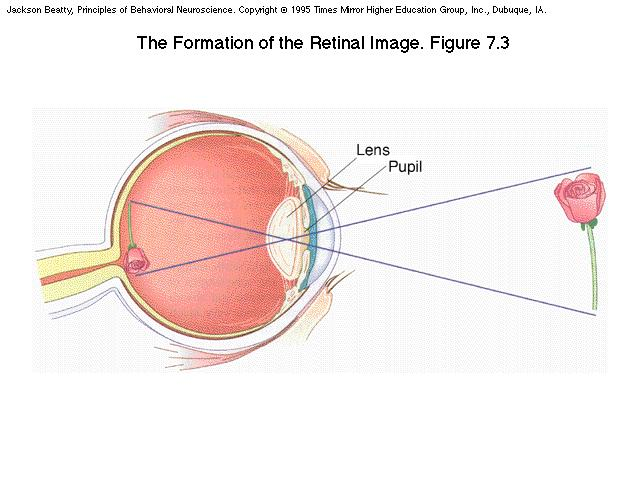 Jackson Beatty, Principles of Behavioral Neuroscience. Copyright © 1995 Times Mirror Higher Education Group, Inc., Dubuque, IA.
The Formation of the Retinal Image. Figure 7.3
Lens
Pupil